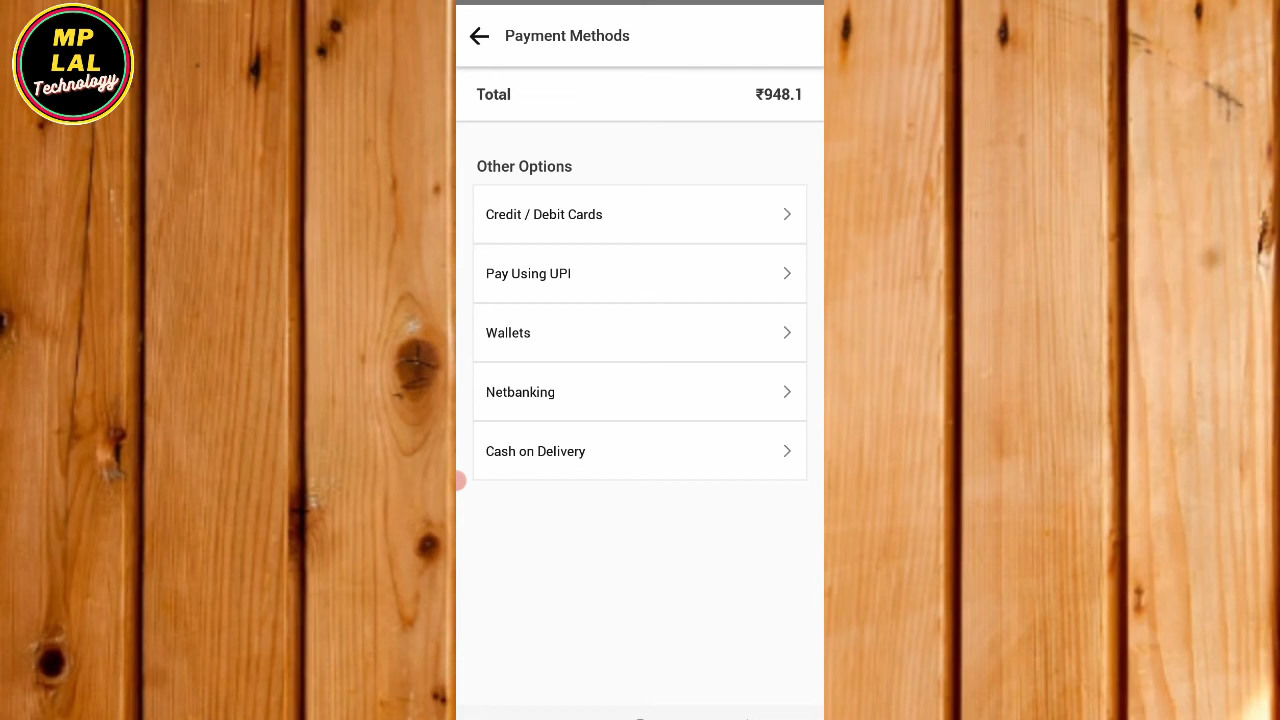 MP
LAL
Technology
Payment Methods
Total ₹948.1
Other Options
Credit / Debit Cards
Pay Using UPI
Wallets
Netbanking
Cash on Delivery